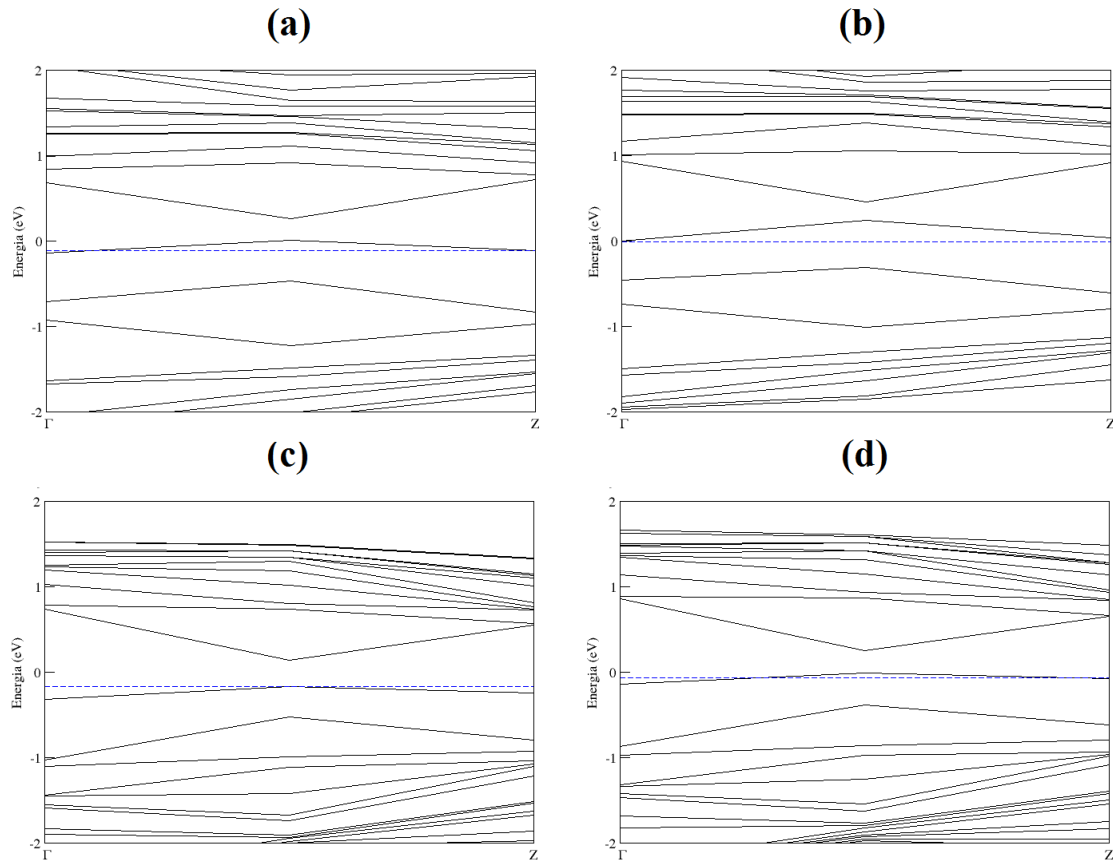 (a)
(b)
2
1
0
-1
-2
Energia (eV)
Γ
Z
2
1
0
-1
-2
Energia (eV)
Γ
Z
(c)
(d)
2
1
0
-1
-2
Energia (eV)
Γ
Z
2
1
0
-1
-2
Energia (eV)
Γ
Z